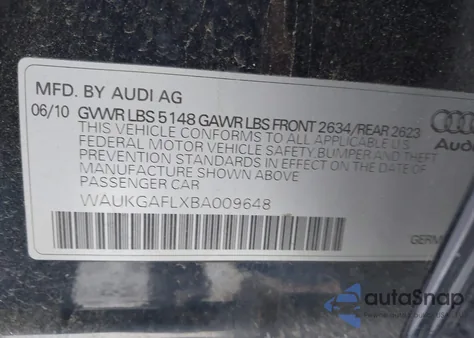 MFD. BY AUDI AG
06/10 GVWR LBS 5148 GAWR LBS FRONT 2634/REAR 2623
THIS VEHICLE CONFORMS TO ALL APPLICABLE U.S.
FEDERAL MOTOR VEHICLE SAFETY, BUMPER AND THEFT
PREVENTION STANDARDS IN EFFECT ON THE DATE OF
MANUFACTURE SHOWN ABOVE
PASSENGER CAR
WAUKGAFLXBA009648
Audi
GERM
autoSnap